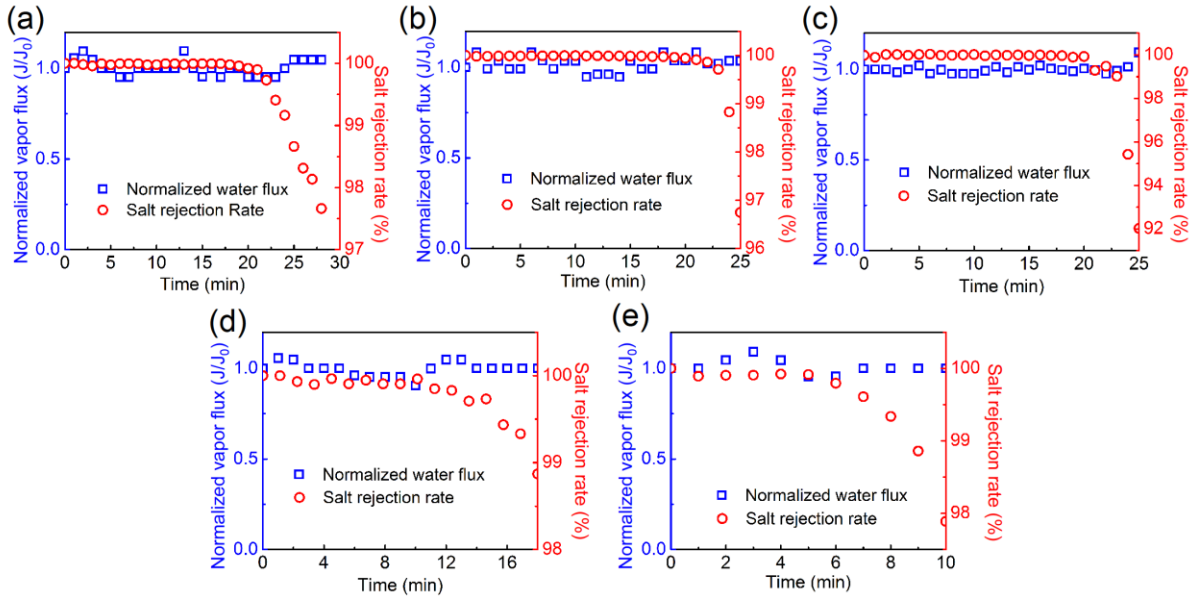 (a)
Normalized vapor flux (J/J₀)
1.0
0.5
0.0
Normalized water flux
Salt rejection Rate
100
99
98
97
Salt rejection rate (%)
0 5 10 15 20 25 30
Time (min)
(b)
Normalized vapor flux (J/J₀)
1.0
0.5
0.0
Normalized water flux
Salt rejection rate
100
99
98
97
96
Salt rejection rate (%)
0 5 10 15 20 25
Time (min)
(c)
Normalized vapor flux (J/J₀)
1.0
0.5
0.0
Normalized water flux
Salt rejection rate
100
98
96
94
92
Salt rejection rate (%)
0 5 10 15 20 25
Time (min)
(d)
Normalized vapor flux (J/J₀)
1.0
0.5
0.0
Normalized water flux
Salt rejection rate
100
99
98
Salt rejection rate (%)
0 4 8 12 16
Time (min)
(e)
Normalized vapor flux (J/J₀)
1.0
0.5
0.0
Normalized water flux
Salt rejection rate
100
99
98
Salt rejection rate (%)
0 2 4 6 8 10
Time (min)